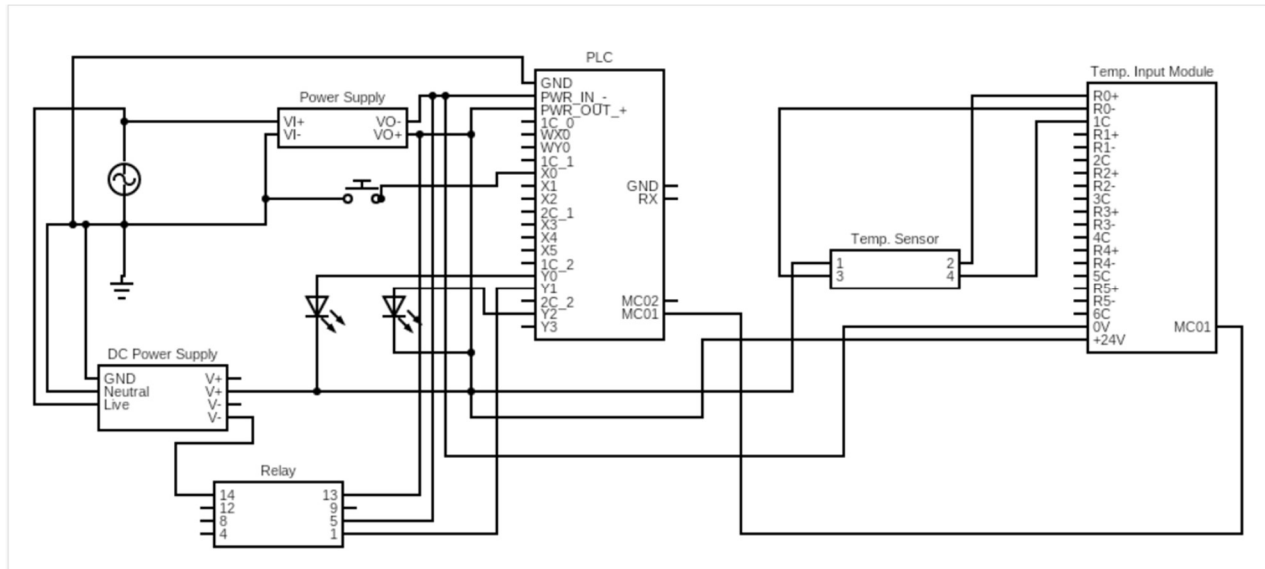 PLC
GND
PWR_IN_-
PWR_OUT_+
1C_0
WX0
WY0
1C_1
X0
X1
X2
2C_1
X3
X4
X5
1C_2
Y0
Y1
2C_2
Y2
Y3
GND
RX
MC02
MC01
Power Supply
VI+
VI-
VO-
VO+
Temp. Input Module
R0+
R0-
1C
R1+
R1-
2C
R2+
R2-
3C
R3+
R3-
4C
R4+
R4-
5C
R5+
R5-
6C
0V
+24V
MC01
Temp. Sensor
1
3
2
4
DC Power Supply
GND
Neutral
Live
V+
V+
V-
V-
Relay
14
12
8
4
13
9
5
1